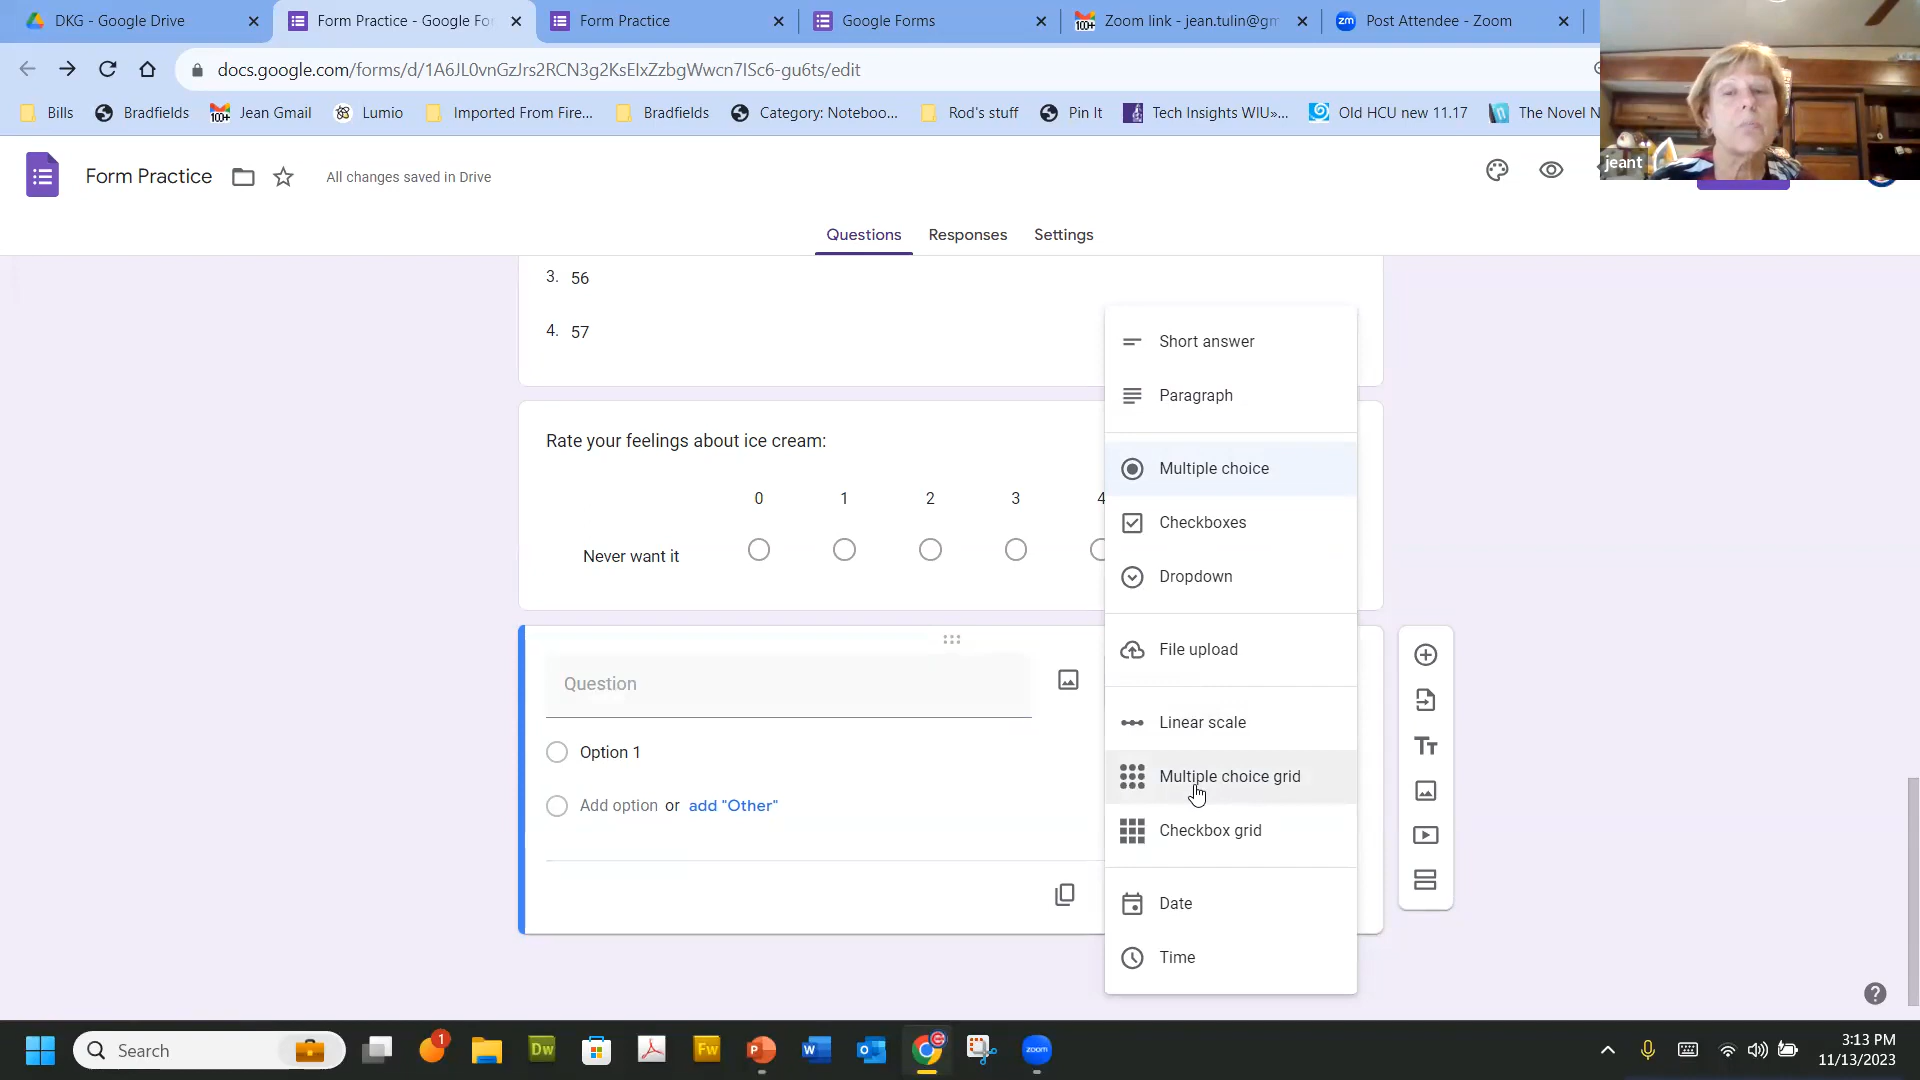 DKG - Google Drive
Form Practice - Google Fo
Form Practice
Google Forms
Zoom link - jean.tulin@gm
Post Attendee - Zoom
docs.google.com/forms/d/1A6JL0vnGzJrs2RCN3g2KsEIxZzbgWwcn7ISc6-gu6ts/edit
Bills
Bradfields
Jean Gmail
Lumio
Imported From Fire...
Bradfields
Category: Noteboo...
Rod's stuff
Pin It
Tech Insights WIU»...
Old HCU new 11.17
The Novel N
jeant
Form Practice
All changes saved in Drive
Questions
Responses
Settings
3. 56
4. 57
Rate your feelings about ice cream:
0 1 2 3 4
Never want it
Question
Option 1
Add option or add "Other"
Short answer
Paragraph
Multiple choice
Checkboxes
Dropdown
File upload
Linear scale
Multiple choice grid
Checkbox grid
Date
Time
Tт
Search
1
Dw
Fw
zoom
3:13 PM
11/13/2023